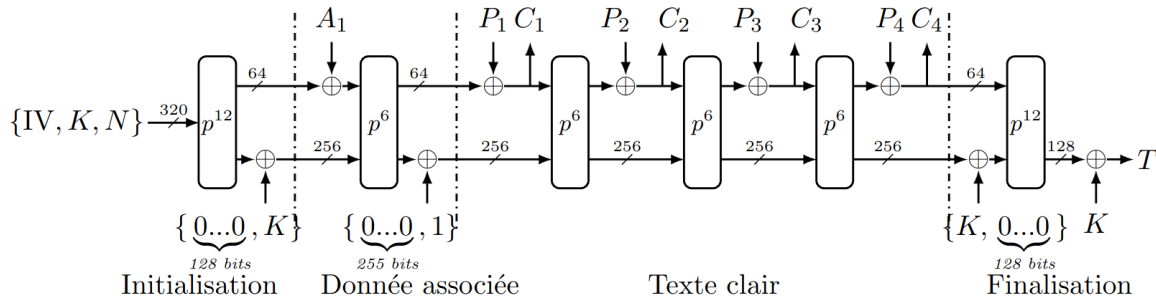 A₁ P₁ C₁ P₂ C₂ P₃ C₃ P₄ C₄
64 64 64
{IV, K, N} 320 p¹² p⁶ p⁶ p⁶ p⁶ p¹²
256 256 256 256 256 128 T
{ 0...0 , K} { 0...0 , 1} {K, 0...0 } K
128 bits 255 bits 128 bits
Initialisation Donnée associée Texte clair Finalisation